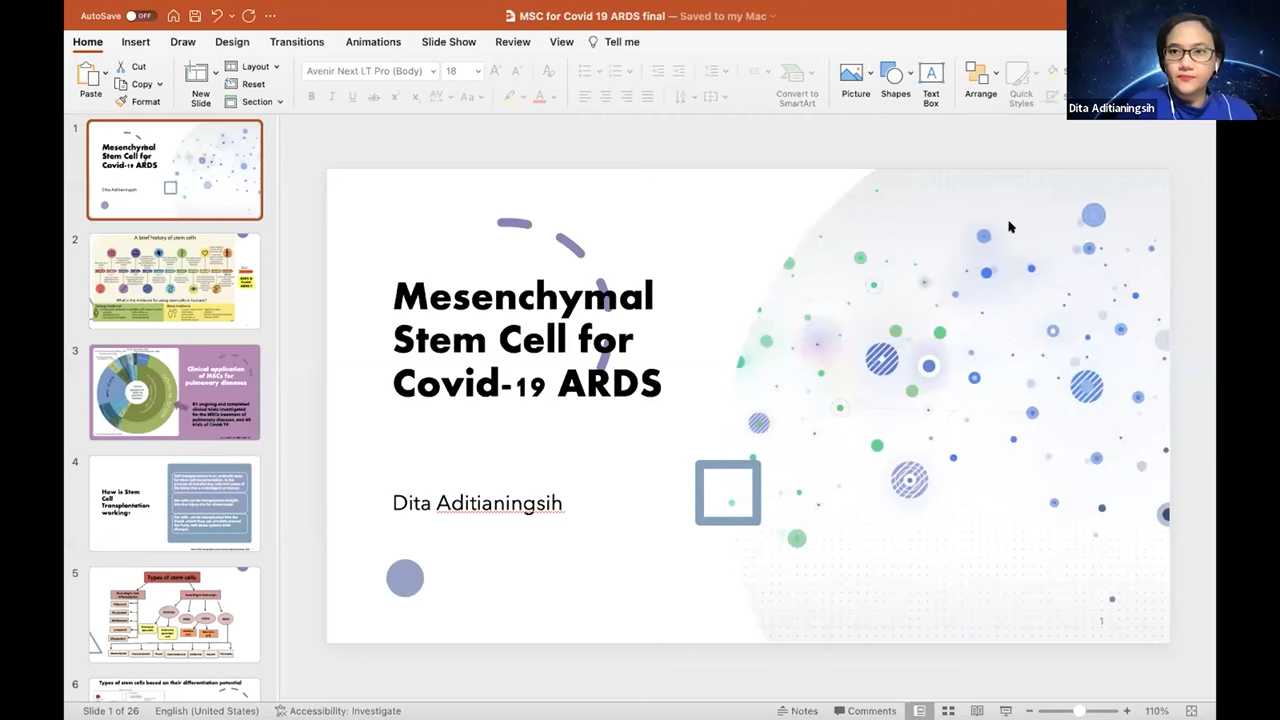 AutoSave OFF
MSC for Covid 19 ARDS final — Saved to my Mac
Home Insert Draw Design Transitions Animations Slide Show Review View Tell me
Paste
Cut
Copy
Format
New
Slide
Layout
Reset
Section
Avenir Next LT Pro (Body) 18
Convert to
SmartArt
Picture
Shapes
Text
Box
Arrange
Quick
Styles
Dita Aditianingsih
1
Mesenchymal
Stem Cell for
Covid-19 ARDS
Dita Aditianingsih
2
A brief history of stem cells
3
Clinical application
of MSCs for
pulmonary diseases
4
How is Stem
Cell
Transplantation
working?
5
Types of stem cells
6
Types of stem cells based on their differentiation potential
Mesenchymal
Stem Cell for
Covid-19 ARDS
Dita Aditianingsih
1
Slide 1 of 26 English (United States) Accessibility: Investigate
Notes Comments 110%